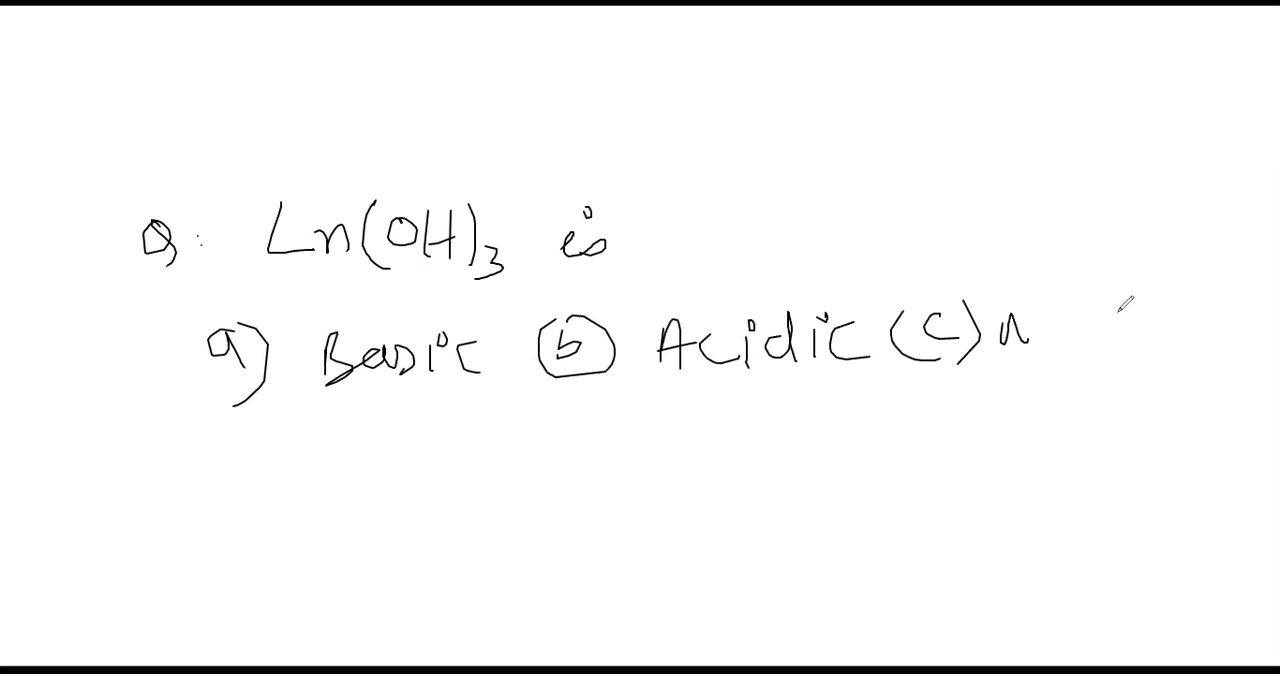 Q: Ln(OH)₃ is
a) Basic (b) Acidic (c) n